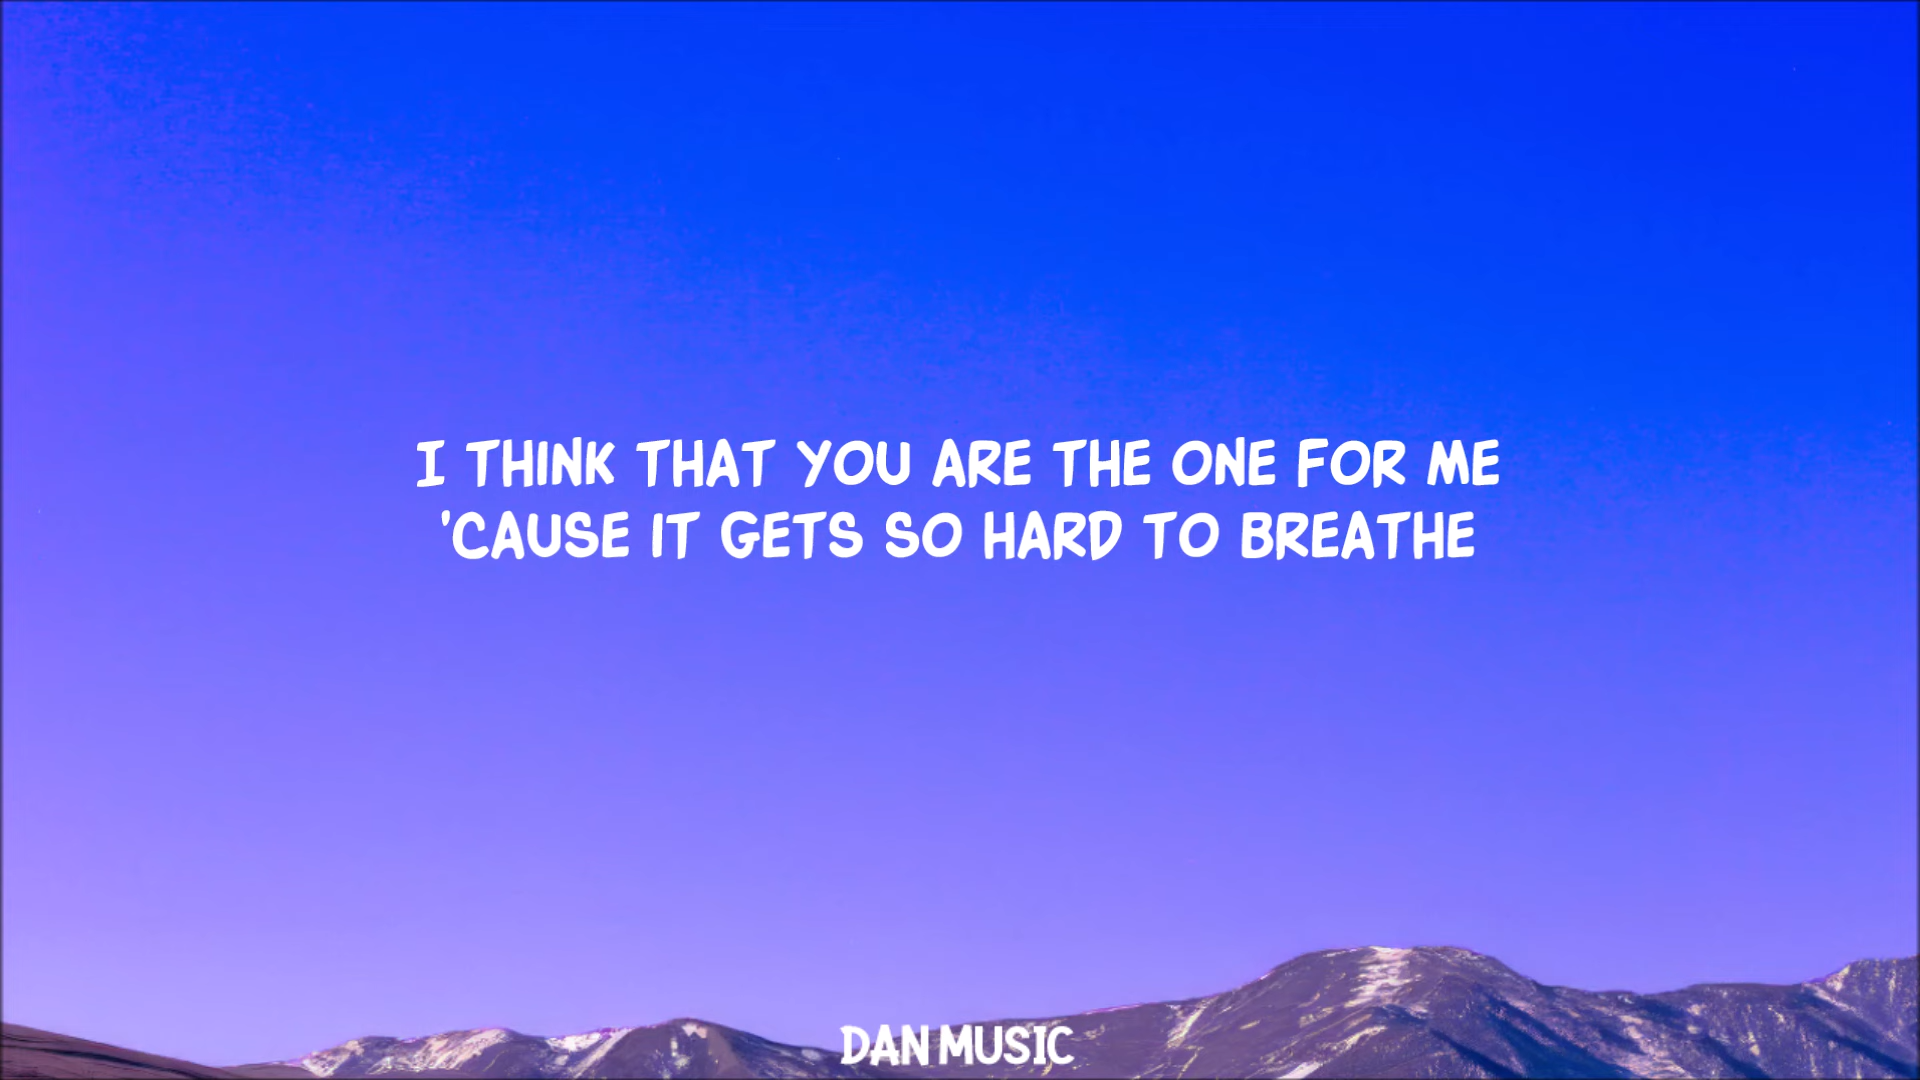 I THINK THAT YOU ARE THE ONE FOR ME
'CAUSE IT GETS SO HARD TO BREATHE
DAN MUSIC